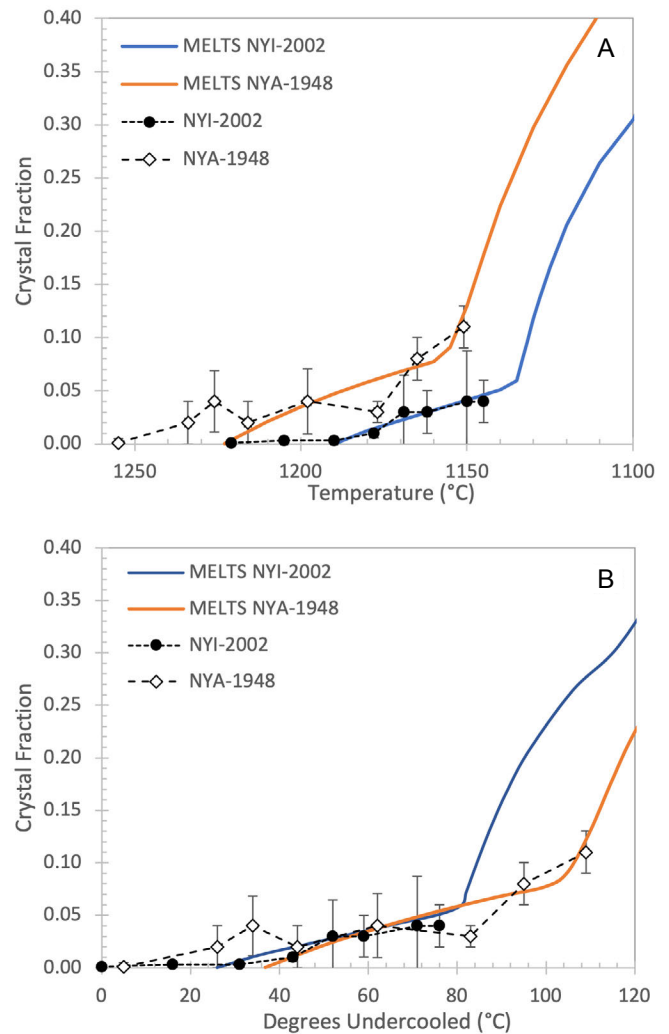 0.40
0.35
0.30
0.25
0.20
0.15
0.10
0.05
0.00
Crystal Fraction
MELTS NYI-2002
MELTS NYA-1948
NYI-2002
NYA-1948
A
1250 1200 1150 1100
Temperature (°C)
0.40
0.35
0.30
0.25
0.20
0.15
0.10
0.05
0.00
Crystal Fraction
MELTS NYI-2002
MELTS NYA-1948
NYI-2002
NYA-1948
B
0 20 40 60 80 100 120
Degrees Undercooled (°C)